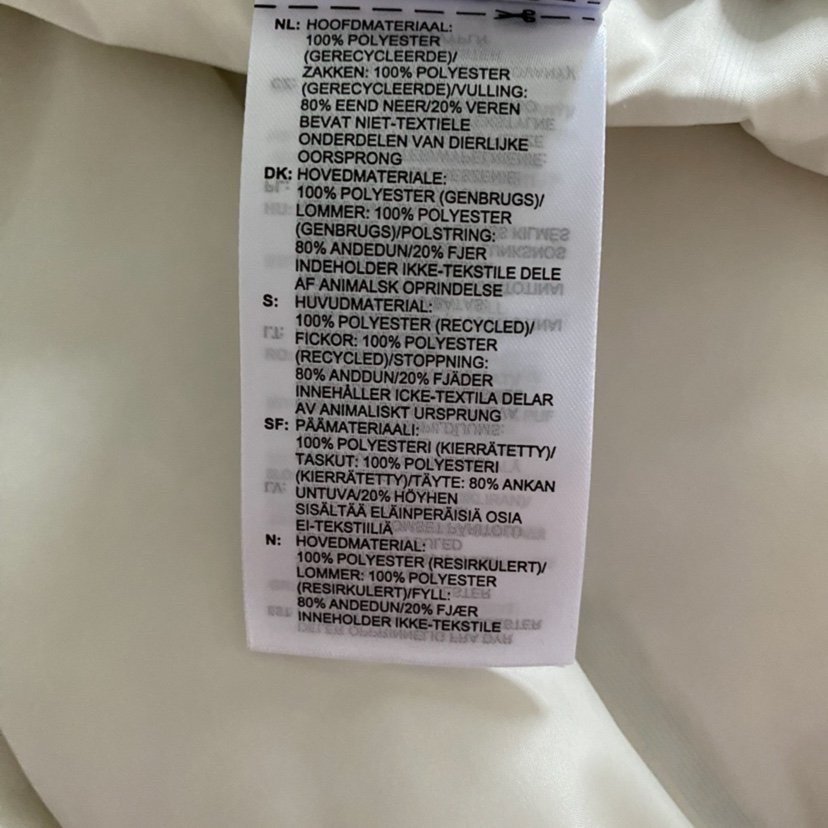 NL: HOOFDMATERIAAL:
100% POLYESTER
(GERECYCLEERDE)/
ZAKKEN: 100% POLYESTER
(GERECYCLEERDE)/VULLING:
80% EEND NEER/20% VEREN
BEVAT NIET-TEXTIELE
ONDERDELEN VAN DIERLIJKE
OORSPRONG
DK: HOVEDMATERIALE:
100% POLYESTER (GENBRUGS)/
LOMMER: 100% POLYESTER
(GENBRUGS)/POLSTRING:
80% ANDEDUN/20% FJER
INDEHOLDER IKKE-TEKSTILE DELE
AF ANIMALSK OPRINDELSE
S: HUVUDMATERIAL:
100% POLYESTER (RECYCLED)/
FICKOR: 100% POLYESTER
(RECYCLED)/STOPPNING:
80% ANDDUN/20% FJÄDER
INNEHÅLLER ICKE-TEXTILA DELAR
AV ANIMALISKT URSPRUNG
SF: PÄÄMATERIAALI:
100% POLYESTERI (KIERRÄTETTY)/
TASKUT: 100% POLYESTERI
(KIERRÄTETTY)/TÄYTE: 80% ANKAN
UNTUVA/20% HÖYHEN
SISÄLTÄÄ ELÄINPERÄISIÄ OSIA
EI-TEKSTIILIÄ
N: HOVEDMATERIAL:
100% POLYESTER (RESIRKULERT)/
LOMMER: 100% POLYESTER
(RESIRKULERT)/FYLL:
80% ANDEDUN/20% FJÆR
INNEHOLDER IKKE-TEKSTILE